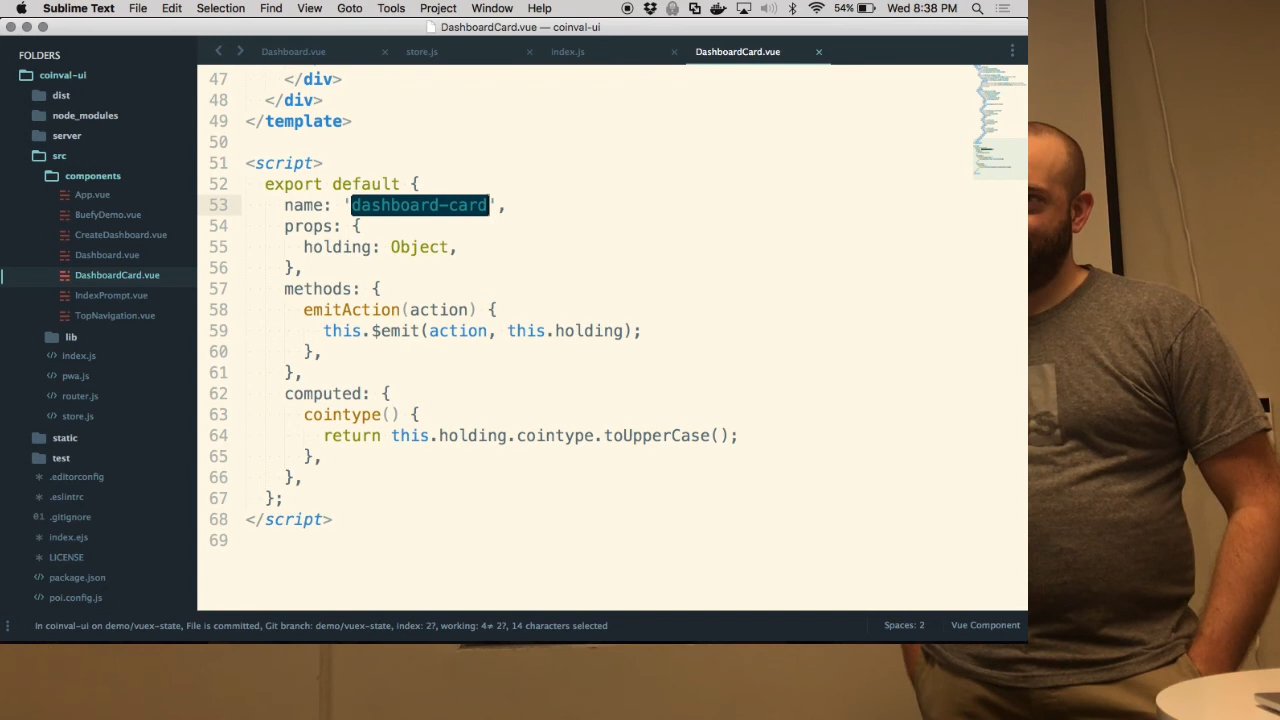 Sublime Text File Edit Selection Find Script View Goto Tools Project Window Help 54% Wed 8:38 PM
DashboardCard.vue — coinval-ui
FOLDERS
coinval-ui
dist
node_modules
server
src
components
App.vue
BuefyDemo.vue
CreateDashboard.vue
Dashboard.vue
DashboardCard.vue
IndexPrompt.vue
TopNavigation.vue
lib
index.js
pwa.js
router.js
store.js
static
test
.editorconfig
.eslintrc
.gitignore
index.ejs
LICENSE
package.json
poi.config.js
Dashboard.vue × store.js × index.js × DashboardCard.vue ×
47 </div>
48 </div>
49 </template>
50
51 <script>
52 export default {
53 name: 'dashboard-card',
54 props: {
55 holding: Object,
56 },
57 methods: {
58 emitAction(action) {
59 this.$emit(action, this.holding);
60 },
61 },
62 computed: {
63 cointype() {
64 return this.holding.cointype.toUpperCase();
65 },
66 },
67 };
68 </script>
69
In coinval-ui on demo/vuex-state, File is committed, Git branch: demo/vuex-state, index: 2?, working: 4≠ 2?, 14 characters selected Spaces: 2 Vue Component